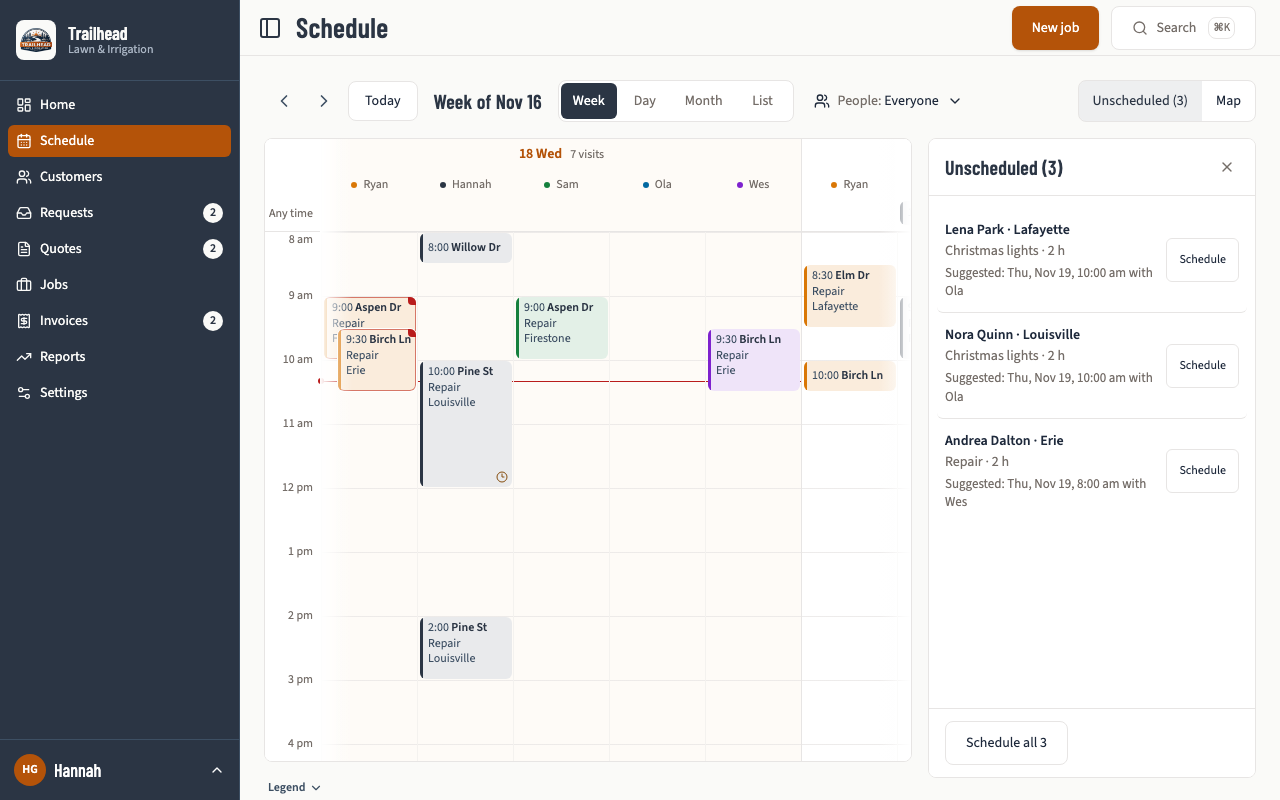 Trailhead
Lawn & Irrigation
Home
Schedule
Customers
Requests 2
Quotes 2
Jobs
Invoices 2
Reports
Settings
HG Hannah
Schedule
New job
Search ⌘K
Today
Week of Nov 16
Week Day Month List
People: Everyone
Unscheduled (3) Map
18 Wed 7 visits
Ryan Hannah Sam Ola Wes Ryan
Any time
8 am
9 am
10 am
11 am
12 pm
1 pm
2 pm
3 pm
4 pm
9:00 Aspen Dr
Repair
9:30 Birch Ln
Repair
Erie
8:00 Willow Dr
10:00 Pine St
Repair
Louisville
2:00 Pine St
Repair
Louisville
9:00 Aspen Dr
Repair
Firestone
9:30 Birch Ln
Repair
Erie
8:30 Elm Dr
Repair
Lafayette
10:00 Birch Ln
Legend
Unscheduled (3)
Lena Park · Lafayette
Christmas lights · 2 h
Suggested: Thu, Nov 19, 10:00 am with
Ola
Schedule
Nora Quinn · Louisville
Christmas lights · 2 h
Suggested: Thu, Nov 19, 10:00 am with
Ola
Schedule
Andrea Dalton · Erie
Repair · 2 h
Suggested: Thu, Nov 19, 8:00 am with
Wes
Schedule
Schedule all 3